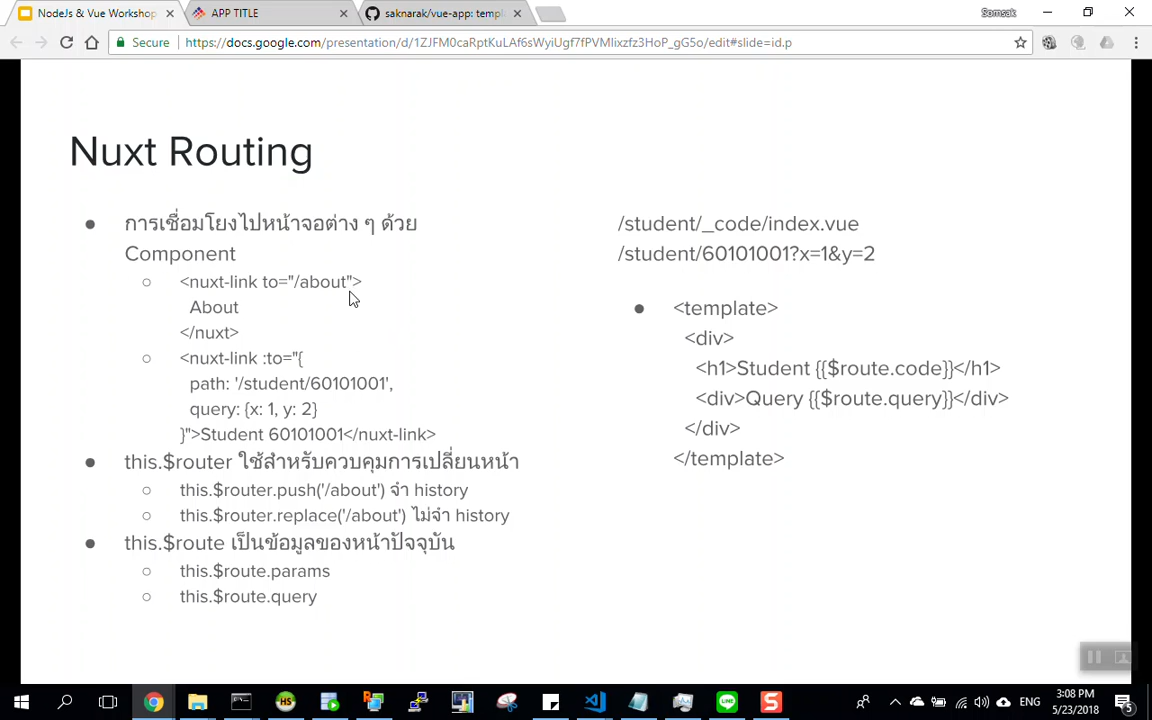 NodeJs & Vue Workshop
APP TITLE
saknarak/vue-app: templ
Somsak
Secure
https://docs.google.com/presentation/d/1ZJFM0caRptKuLAf6sWyiUgf7fPVMlixzfz3HoP_gG5o/edit#slide=id.p
Nuxt Routing
● การเชื่อมโยงไปหน้าจอต่าง ๆ ด้วย
Component
○ <nuxt-link to="/about">
About
</nuxt>
○ <nuxt-link :to="{
path: '/student/60101001',
query: {x: 1, y: 2}
}">Student 60101001</nuxt-link>
● this.$router ใช้สำหรับควบคุมการเปลี่ยนหน้า
○ this.$router.push('/about') จำ history
○ this.$router.replace('/about') ไม่จำ history
● this.$route เป็นข้อมูลของหน้าปัจจุบัน
○ this.$route.params
○ this.$route.query
/student/_code/index.vue
/student/60101001?x=1&y=2
● <template>
<div>
<h1>Student {{$route.code}}</h1>
<div>Query {{$route.query}}</div>
</div>
</template>
HS
LINE
S
ENG
3:08 PM
5/23/2018
5